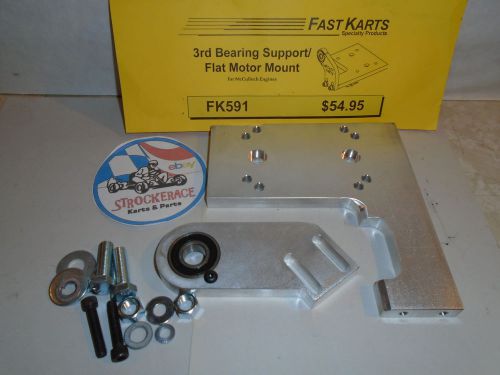 FAST KARTS
Specialty Products
3rd Bearing Support/
Flat Motor Mount
for McCulloch Engines
FK591 $54.95
ebay
STROCKERACE
Karts & Parts